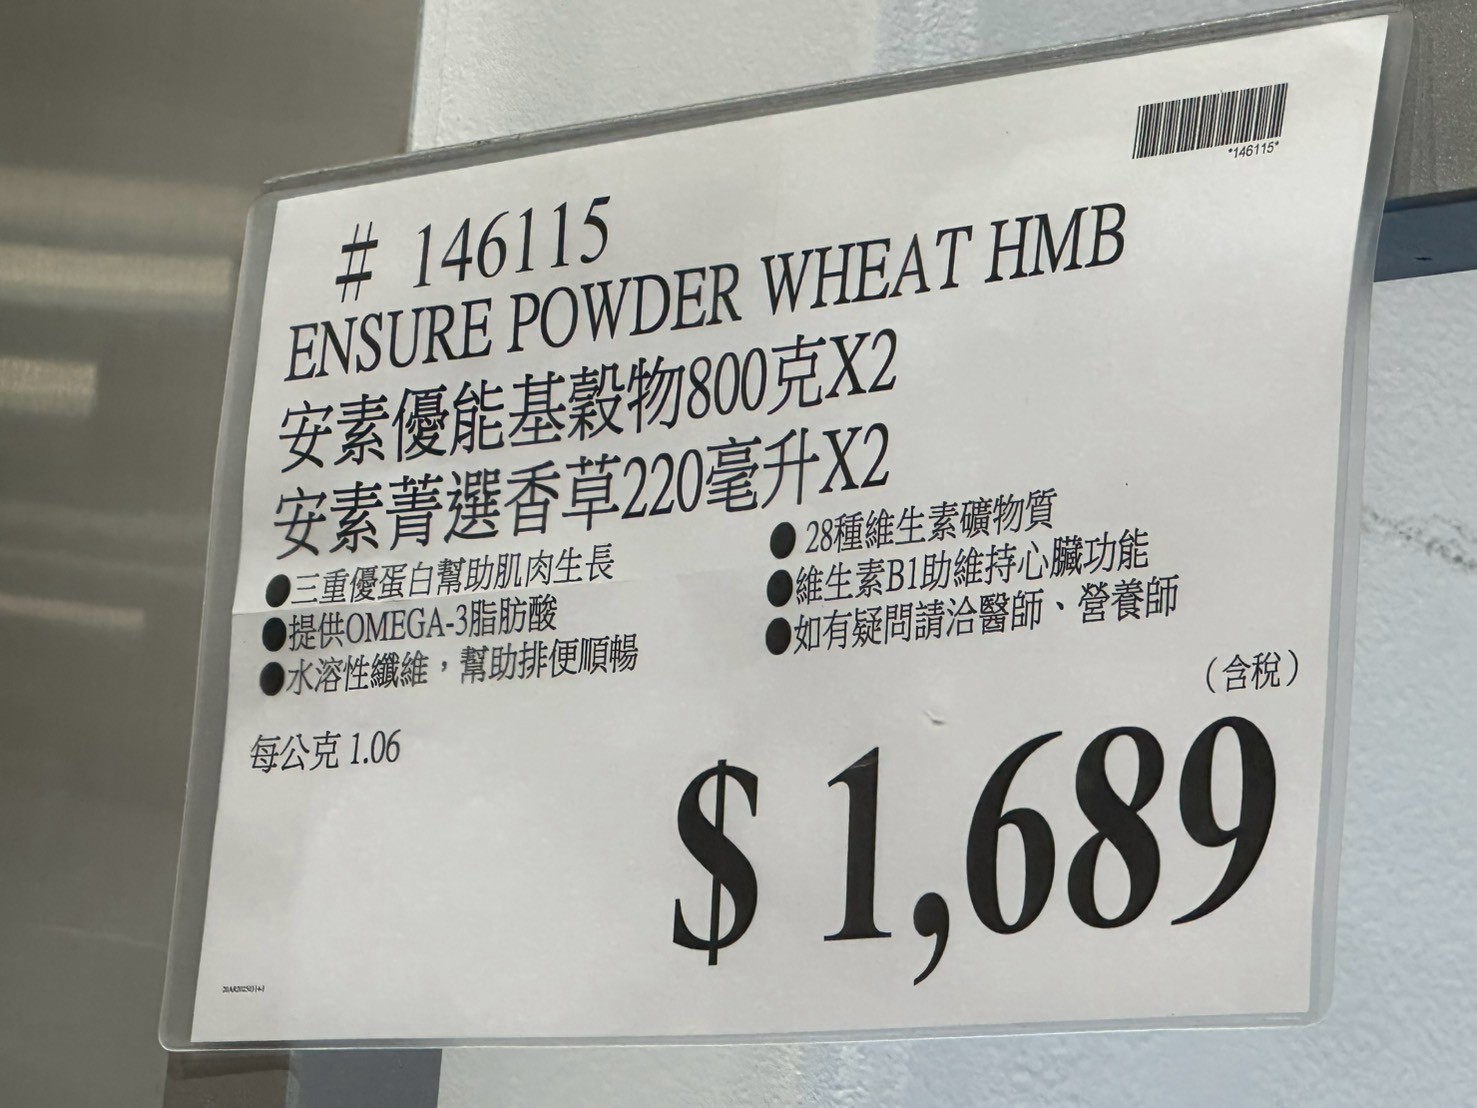 *146115*
# 146115
ENSURE POWDER WHEAT HMB
安素優能基穀物800克X2
安素菁選香草220毫升X2
●三重優蛋白幫助肌肉生長
●提供OMEGA-3脂肪酸
●水溶性纖維，幫助排便順暢
●28種維生素礦物質
●維生素B1助維持心臟功能
●如有疑問請洽醫師、營養師
（含稅）
每公克 1.06
$ 1,689